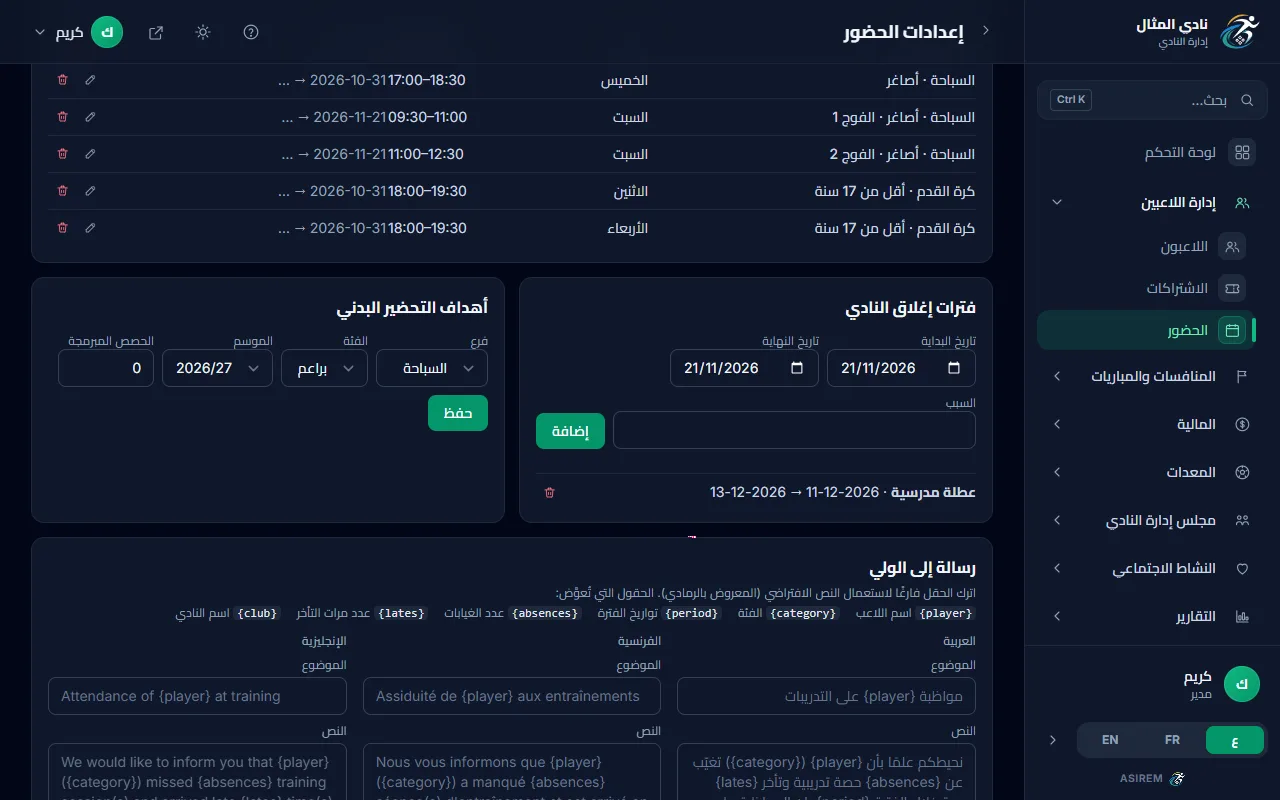 نادي المثال
إدارة النادي
بحث...
Ctrl K
لوحة التحكم
إدارة اللاعبين
اللاعبون
الاشتراكات
الحضور
المنافسات والمباريات
المالية
المعدات
مجلس إدارة النادي
النشاط الاجتماعي
التقارير
ك
كريم
مدير
ع
FR
EN
ASIREM
إعدادات الحضور
ك
كريم
السباحة · أصاغر الخميس 17:00–18:30 2026-10-31 → ...
السباحة · أصاغر · الفوج 1 السبت 09:30–11:00 2026-11-21 → ...
السباحة · أصاغر · الفوج 2 السبت 11:00–12:30 2026-11-21 → ...
كرة القدم · أقل من 17 سنة الاثنين 18:00–19:30 2026-10-31 → ...
كرة القدم · أقل من 17 سنة الأربعاء 18:00–19:30 2026-10-31 → ...
فترات إغلاق النادي
تاريخ البداية تاريخ النهاية
21/11/2026 21/11/2026
السبب
إضافة
عطلة مدرسية · 11-12-2026 → 13-12-2026
أهداف التحضير البدني
فرع الفئة الموسم الحصص المبرمجة
السباحة براعم 2026/27 0
حفظ
رسالة إلى الولي
اترك الحقل فارغًا لاستعمال النص الافتراضي (المعروض بالرمادي). الحقول التي تُعوَّض:
{player} اسم اللاعب {category} الفئة {period} تواريخ الفترة {absences} عدد الغيابات {lates} عدد مرات التأخر {club} اسم النادي
العربية الفرنسية الإنجليزية
الموضوع الموضوع الموضوع
مواظبة {player} على التدريبات
Assiduité de {player} aux entraînements
Attendance of {player} at training
النص النص النص
نحيطكم علمًا بأن {player} ({category}) تغيّب
عن {absences} حصة تدريبية وتأخر {lates}
Nous vous informons que {player}
({category}) a manqué {absences}
We would like to inform you that {player}
({category}) missed {absences} training